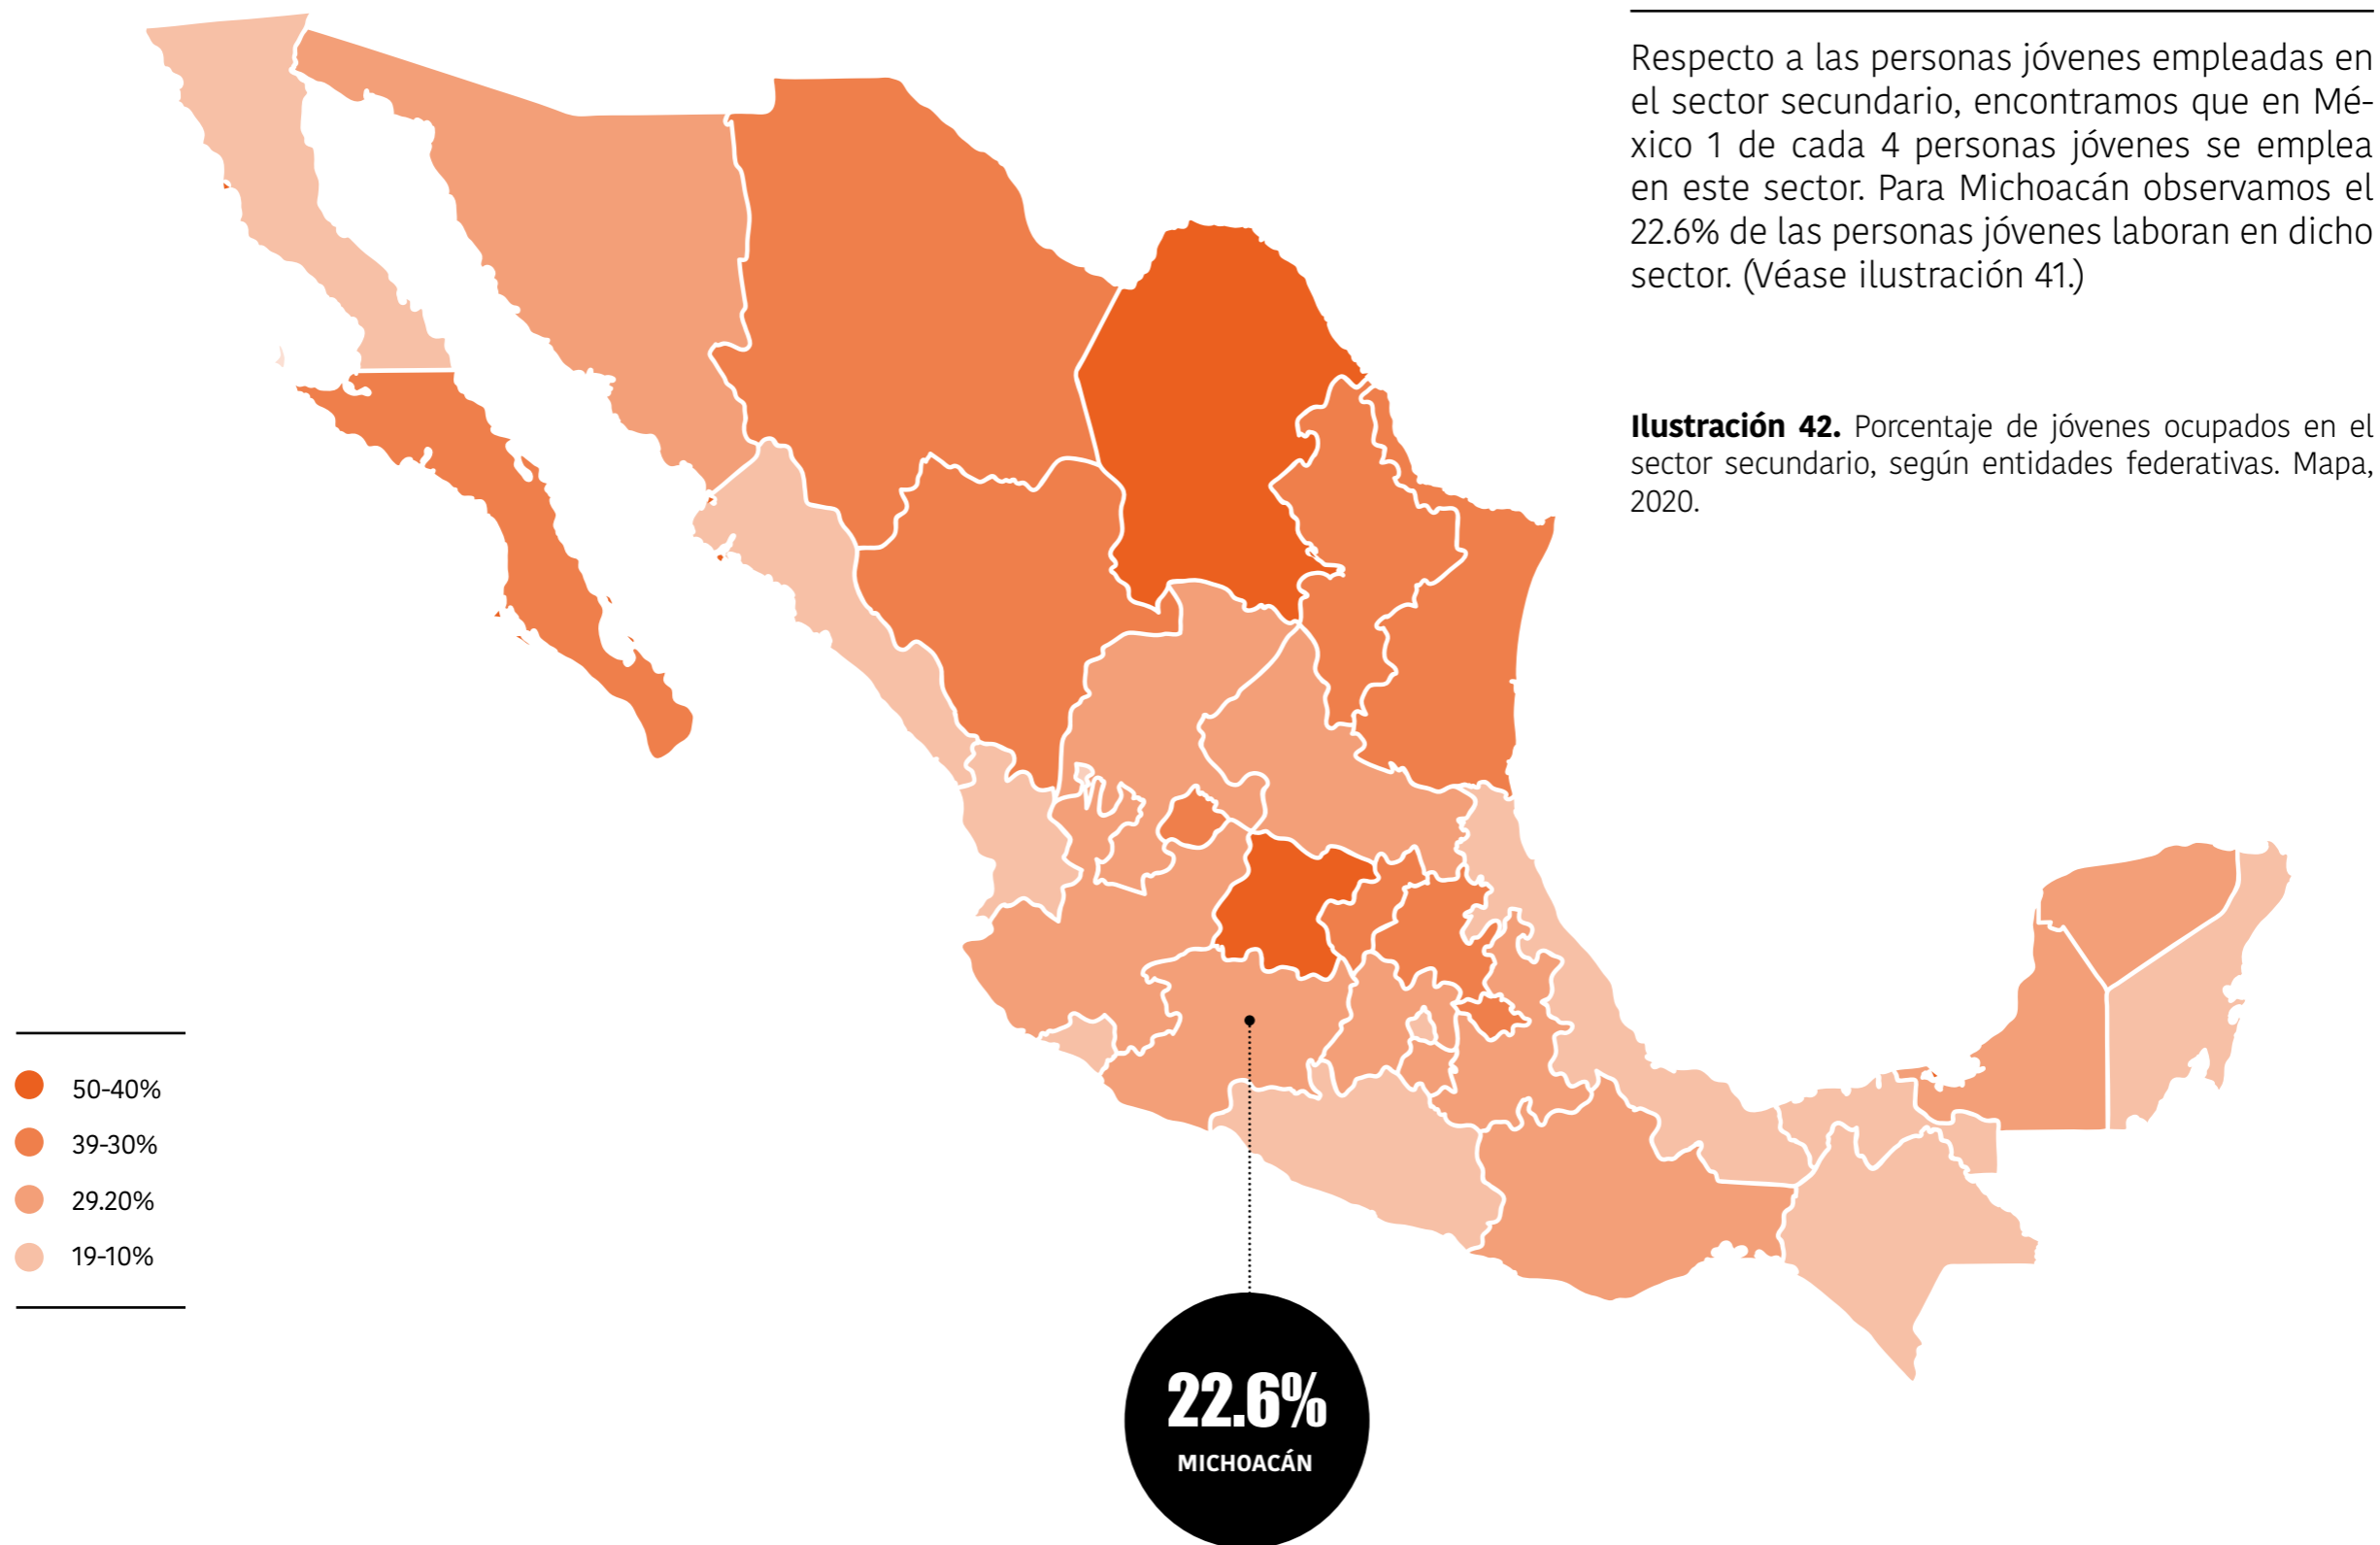 Respecto a las personas jóvenes empleadas en
el sector secundario, encontramos que en Mé-
xico 1 de cada 4 personas jóvenes se emplea
en este sector. Para Michoacán observamos el
22.6% de las personas jóvenes laboran en dicho
sector. (Véase ilustración 41.)
Ilustración 42. Porcentaje de jóvenes ocupados en el
sector secundario, según entidades federativas. Mapa,
2020.
50-40%
39-30%
29.20%
19-10%
22.6%
MICHOACÁN